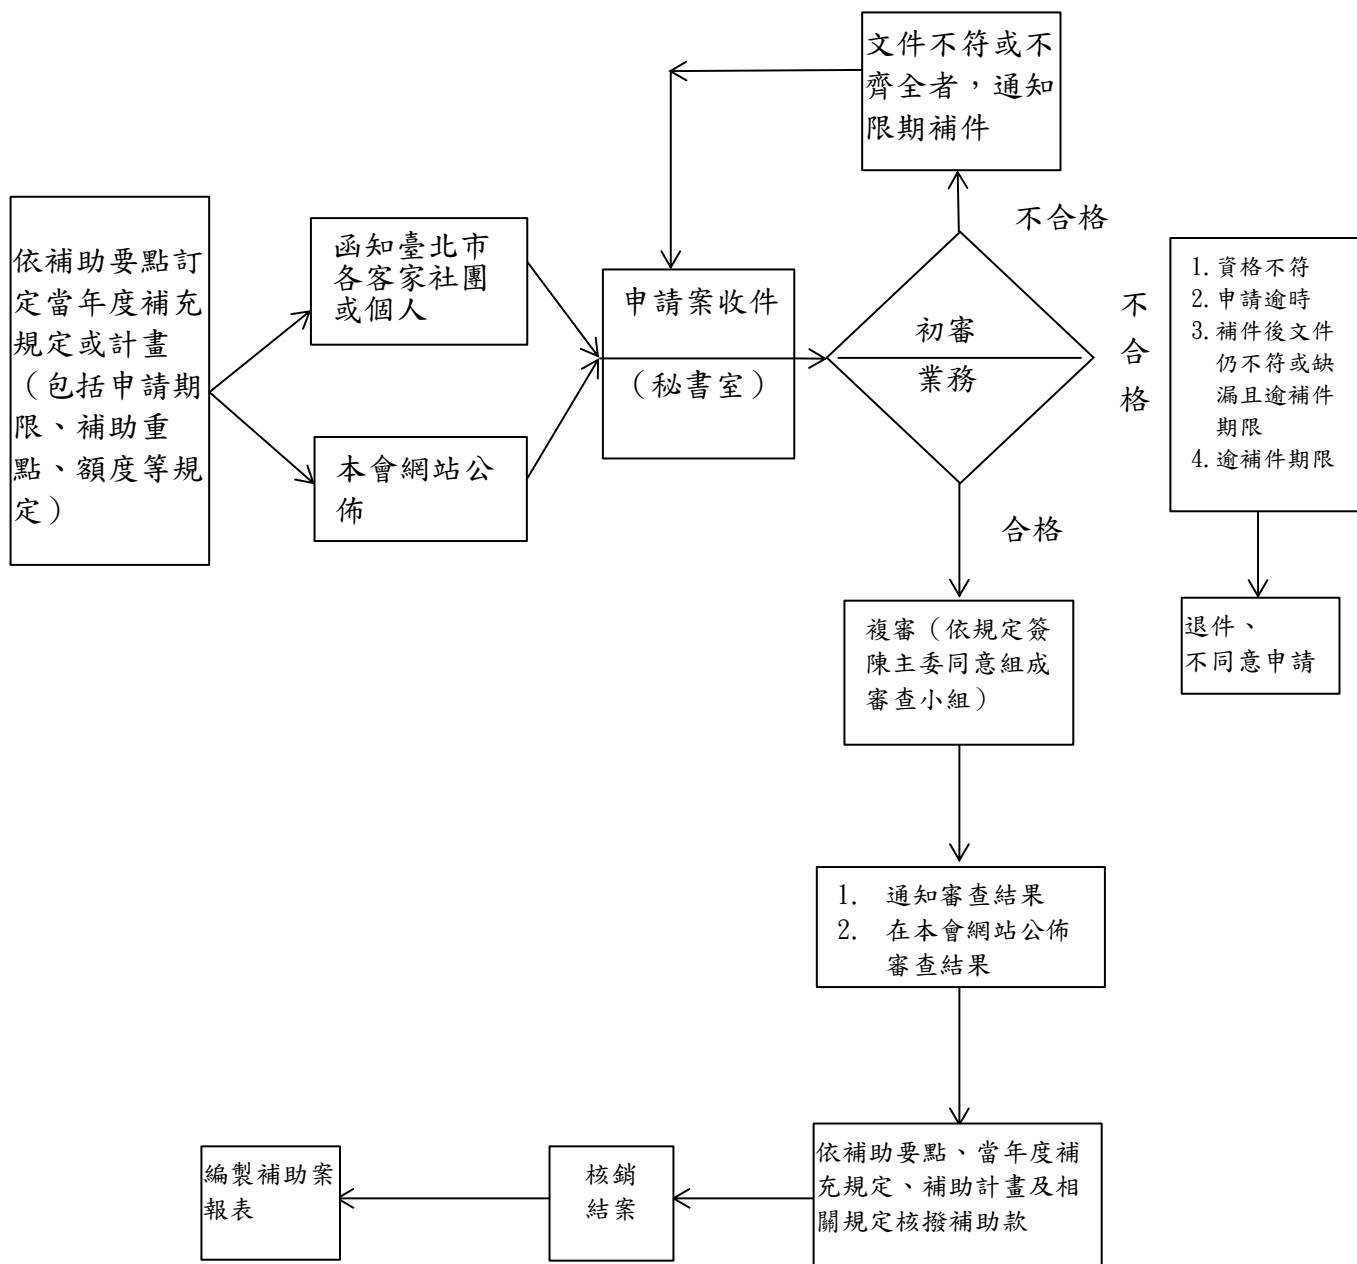 文件不符或不
齊全者，通知
限期補件
不合格
依補助要點訂
定當年度補充
規定或計畫
（包括申請期
限、補助重
點、額度等規
定）
函知臺北市
各客家社團
或個人
本會網站公
佈
申請案收件
（秘書室）
初審
業務
不
合
格
1.資格不符
2.申請逾時
3.補件後文件
仍不符或缺
漏且逾補件
期限
4.逾補件期限
合格
退件、
不同意申請
複審（依規定簽
陳主委同意組成
審查小組）
1. 通知審查結果
2. 在本會網站公佈
審查結果
依補助要點、當年度補
充規定、補助計畫及相
關規定核撥補助款
核銷
結案
編製補助案
報表